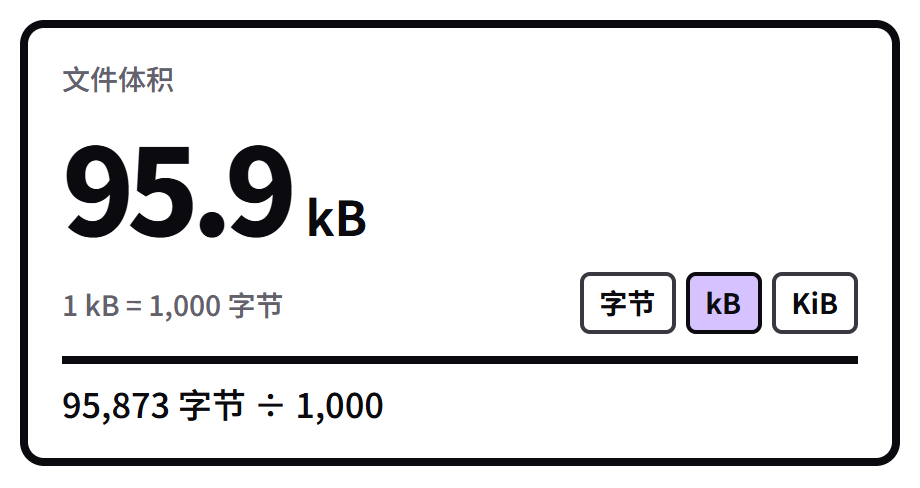 文件体积
95.9 kB
1 kB = 1,000 字节
字节 kB KiB
95,873 字节 ÷ 1,000